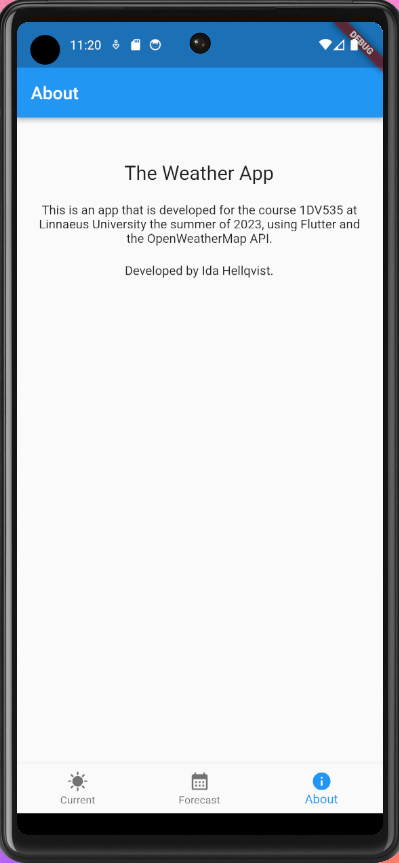 11:20
DEBUG
About
The Weather App
This is an app that is developed for the course 1DV535 at
Linnaeus University the summer of 2023, using Flutter and
the OpenWeatherMap API.
Developed by Ida Hellqvist.
Current
Forecast
About